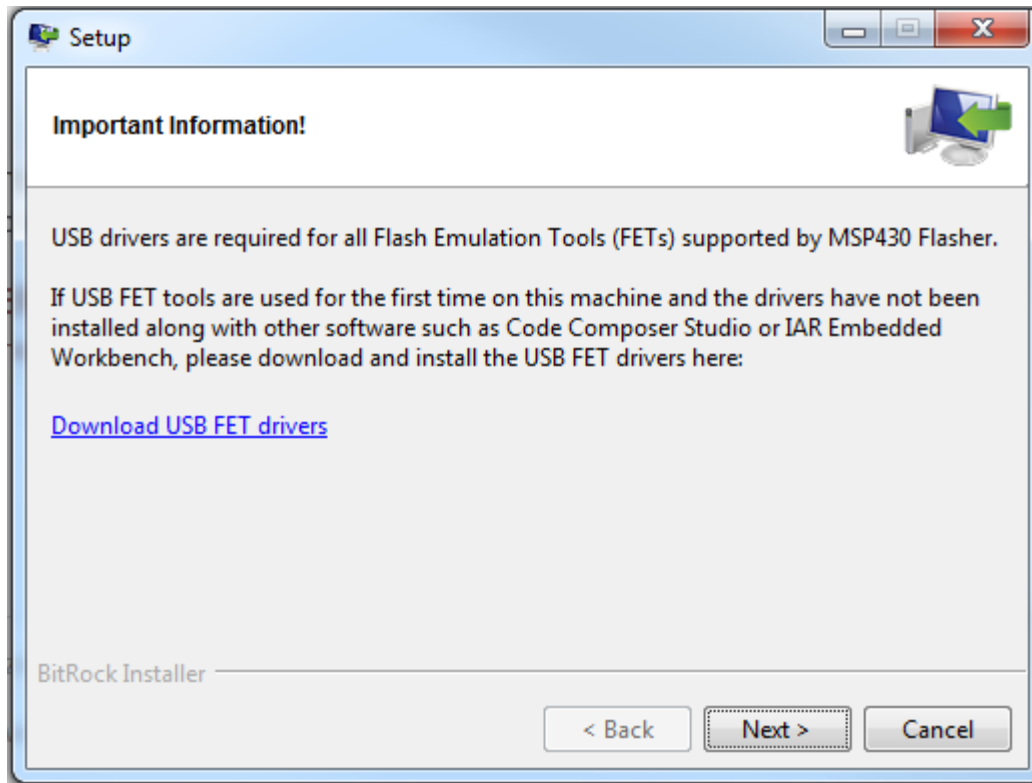 Setup
Important Information!
USB drivers are required for all Flash Emulation Tools (FETs) supported by MSP430 Flasher.
If USB FET tools are used for the first time on this machine and the drivers have not been
installed along with other software such as Code Composer Studio or IAR Embedded
Workbench, please download and install the USB FET drivers here:
Download USB FET drivers
BitRock Installer
< Back
Next >
Cancel